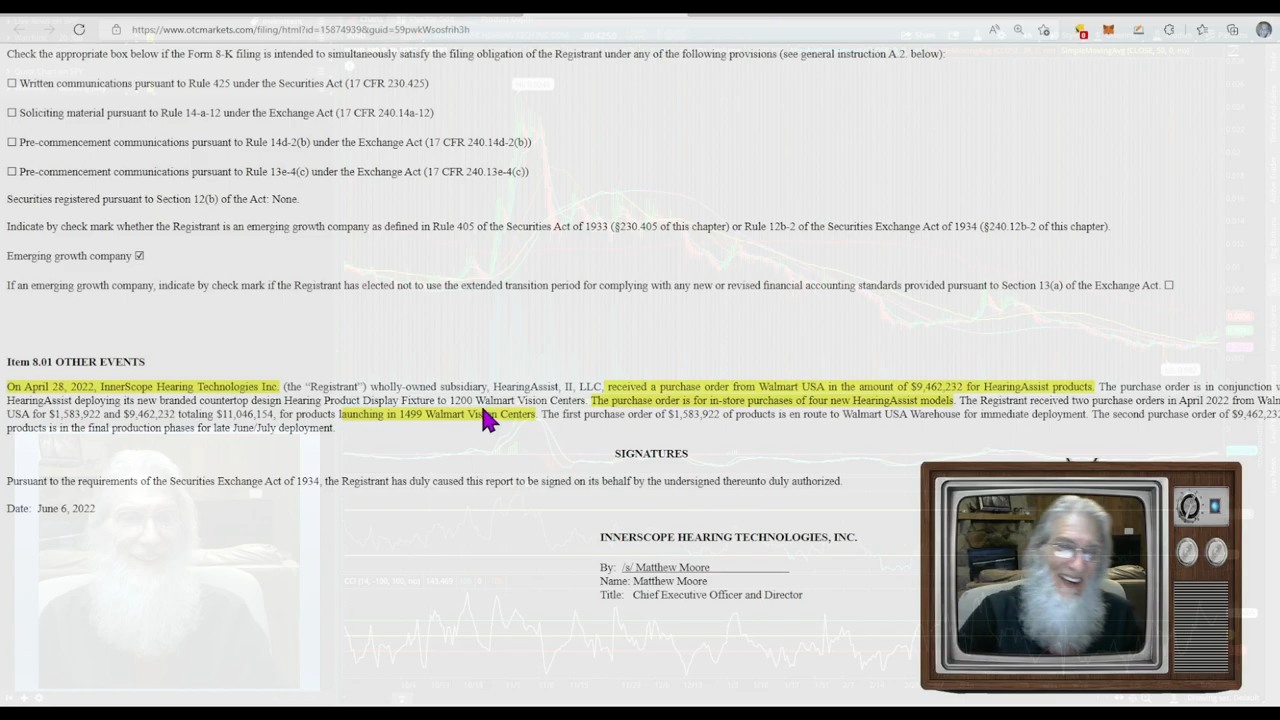 https://www.otcmarkets.com/filing/html?id=15874939&guid=59pwkWsosfrih3h
Check the appropriate box below if the Form 8-K filing is intended to simultaneously satisfy the filing obligation of the Registrant under any of the following provisions (see general instruction A.2. below):
☐ Written communications pursuant to Rule 425 under the Securities Act (17 CFR 230.425)
☐ Soliciting material pursuant to Rule 14-a-12 under the Exchange Act (17 CFR 240.14a-12)
☐ Pre-commencement communications pursuant to Rule 14d-2(b) under the Exchange Act (17 CFR 240.14d-2(b))
☐ Pre-commencement communications pursuant to Rule 13e-4(c) under the Exchange Act (17 CFR 240.13e-4(c))
Securities registered pursuant to Section 12(b) of the Act: None.
Indicate by check mark whether the Registrant is an emerging growth company as defined in Rule 405 of the Securities Act of 1933 (§230.405 of this chapter) or Rule 12b-2 of the Securities Exchange Act of 1934 (§240.12b-2 of this chapter).
Emerging growth company ☑
If an emerging growth company, indicate by check mark if the Registrant has elected not to use the extended transition period for complying with any new or revised financial accounting standards provided pursuant to Section 13(a) of the Exchange Act. ☐
Item 8.01 OTHER EVENTS
On April 28, 2022, InnerScope Hearing Technologies Inc. (the “Registrant”) wholly-owned subsidiary, HearingAssist, II, LLC, received a purchase order from Walmart USA in the amount of $9,462,232 for HearingAssist products. The purchase order is in conjunction w
HearingAssist deploying its new branded countertop design Hearing Product Display Fixture to 1200 Walmart Vision Centers. The purchase order is for in-store purchases of four new HearingAssist models. The Registrant received two purchase orders in April 2022 from Waln
USA for $1,583,922 and $9,462,232 totaling $11,046,154, for products launching in 1499 Walmart Vision Centers. The first purchase order of $1,583,922 of products is en route to Walmart USA Warehouse for immediate deployment. The second purchase order of $9,462,23
products is in the final production phases for late June/July deployment.
SIGNATURES
Pursuant to the requirements of the Securities Exchange Act of 1934, the Registrant has duly caused this report to be signed on its behalf by the undersigned thereunto duly authorized.
Date: June 6, 2022
INNERSCOPE HEARING TECHNOLOGIES, INC.
By: /s/ Matthew Moore
Name: Matthew Moore
Title: Chief Executive Officer and Director